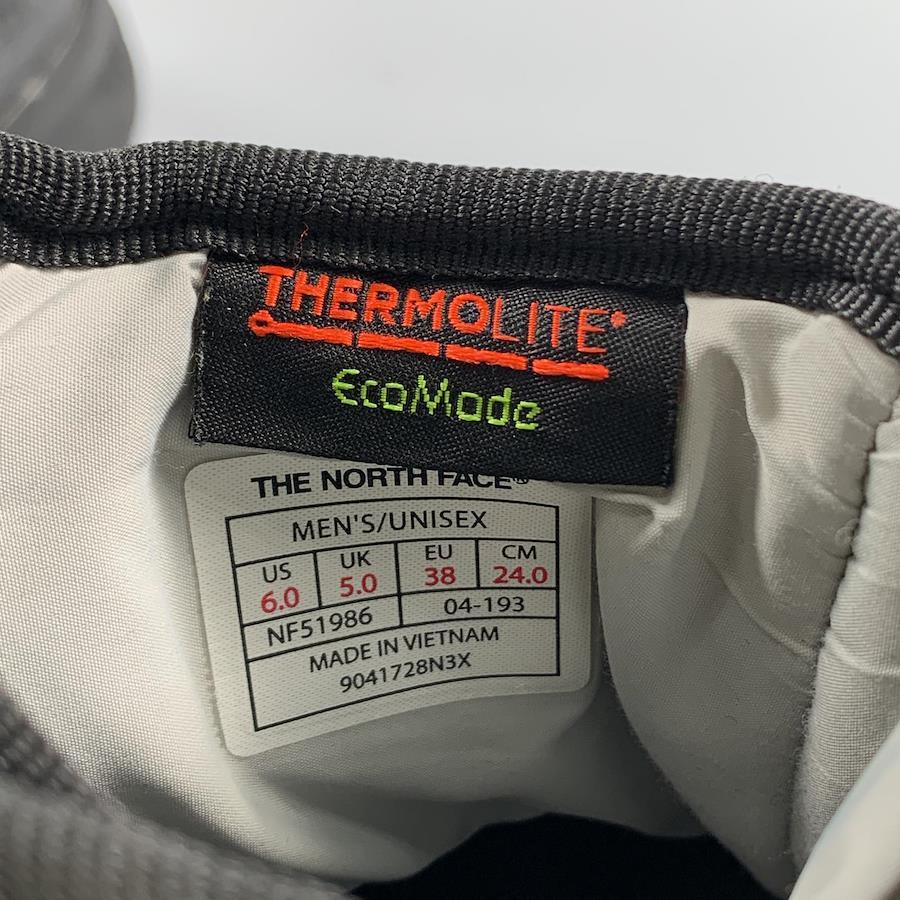 THERMOLITE®
EcoMade
THE NORTH FACE®
MEN'S/UNISEX
US UK EU CM
6.0 5.0 38 24.0
NF51986 04-193
MADE IN VIETNAM
9041728N3X